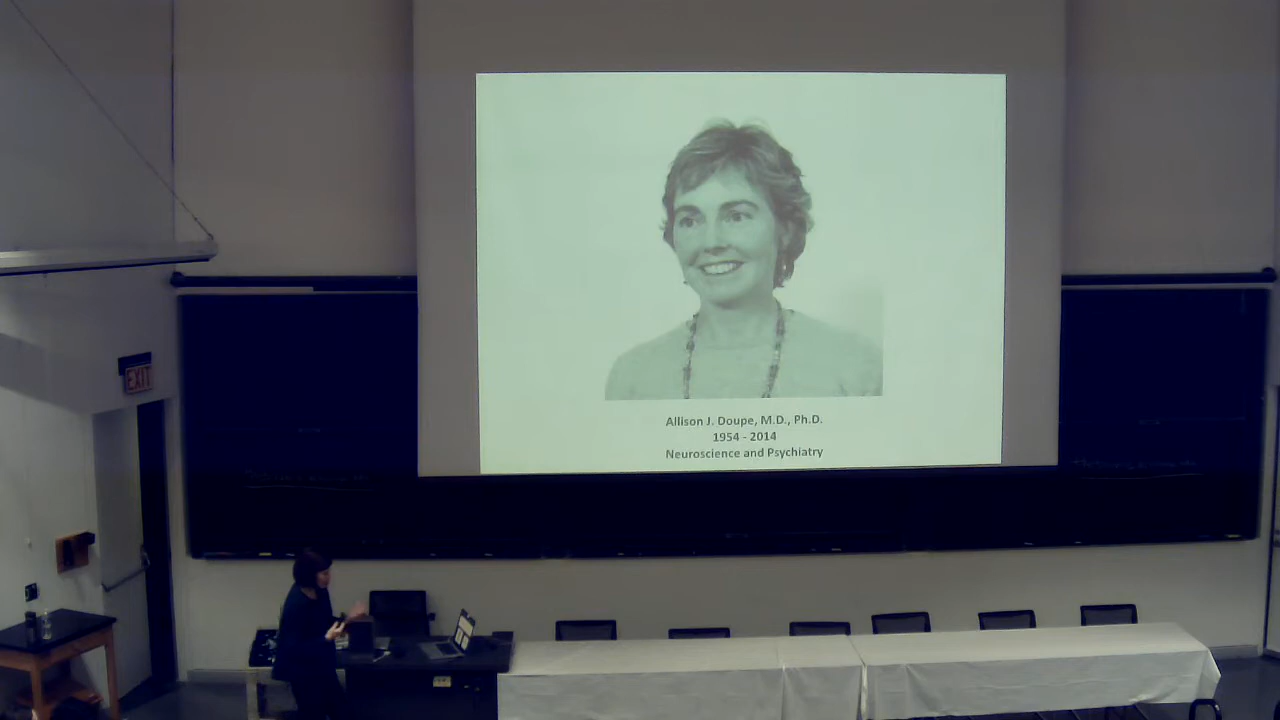 Allison J. Doupe, M.D., Ph.D.
1954 - 2014
Neuroscience and Psychiatry
EXIT